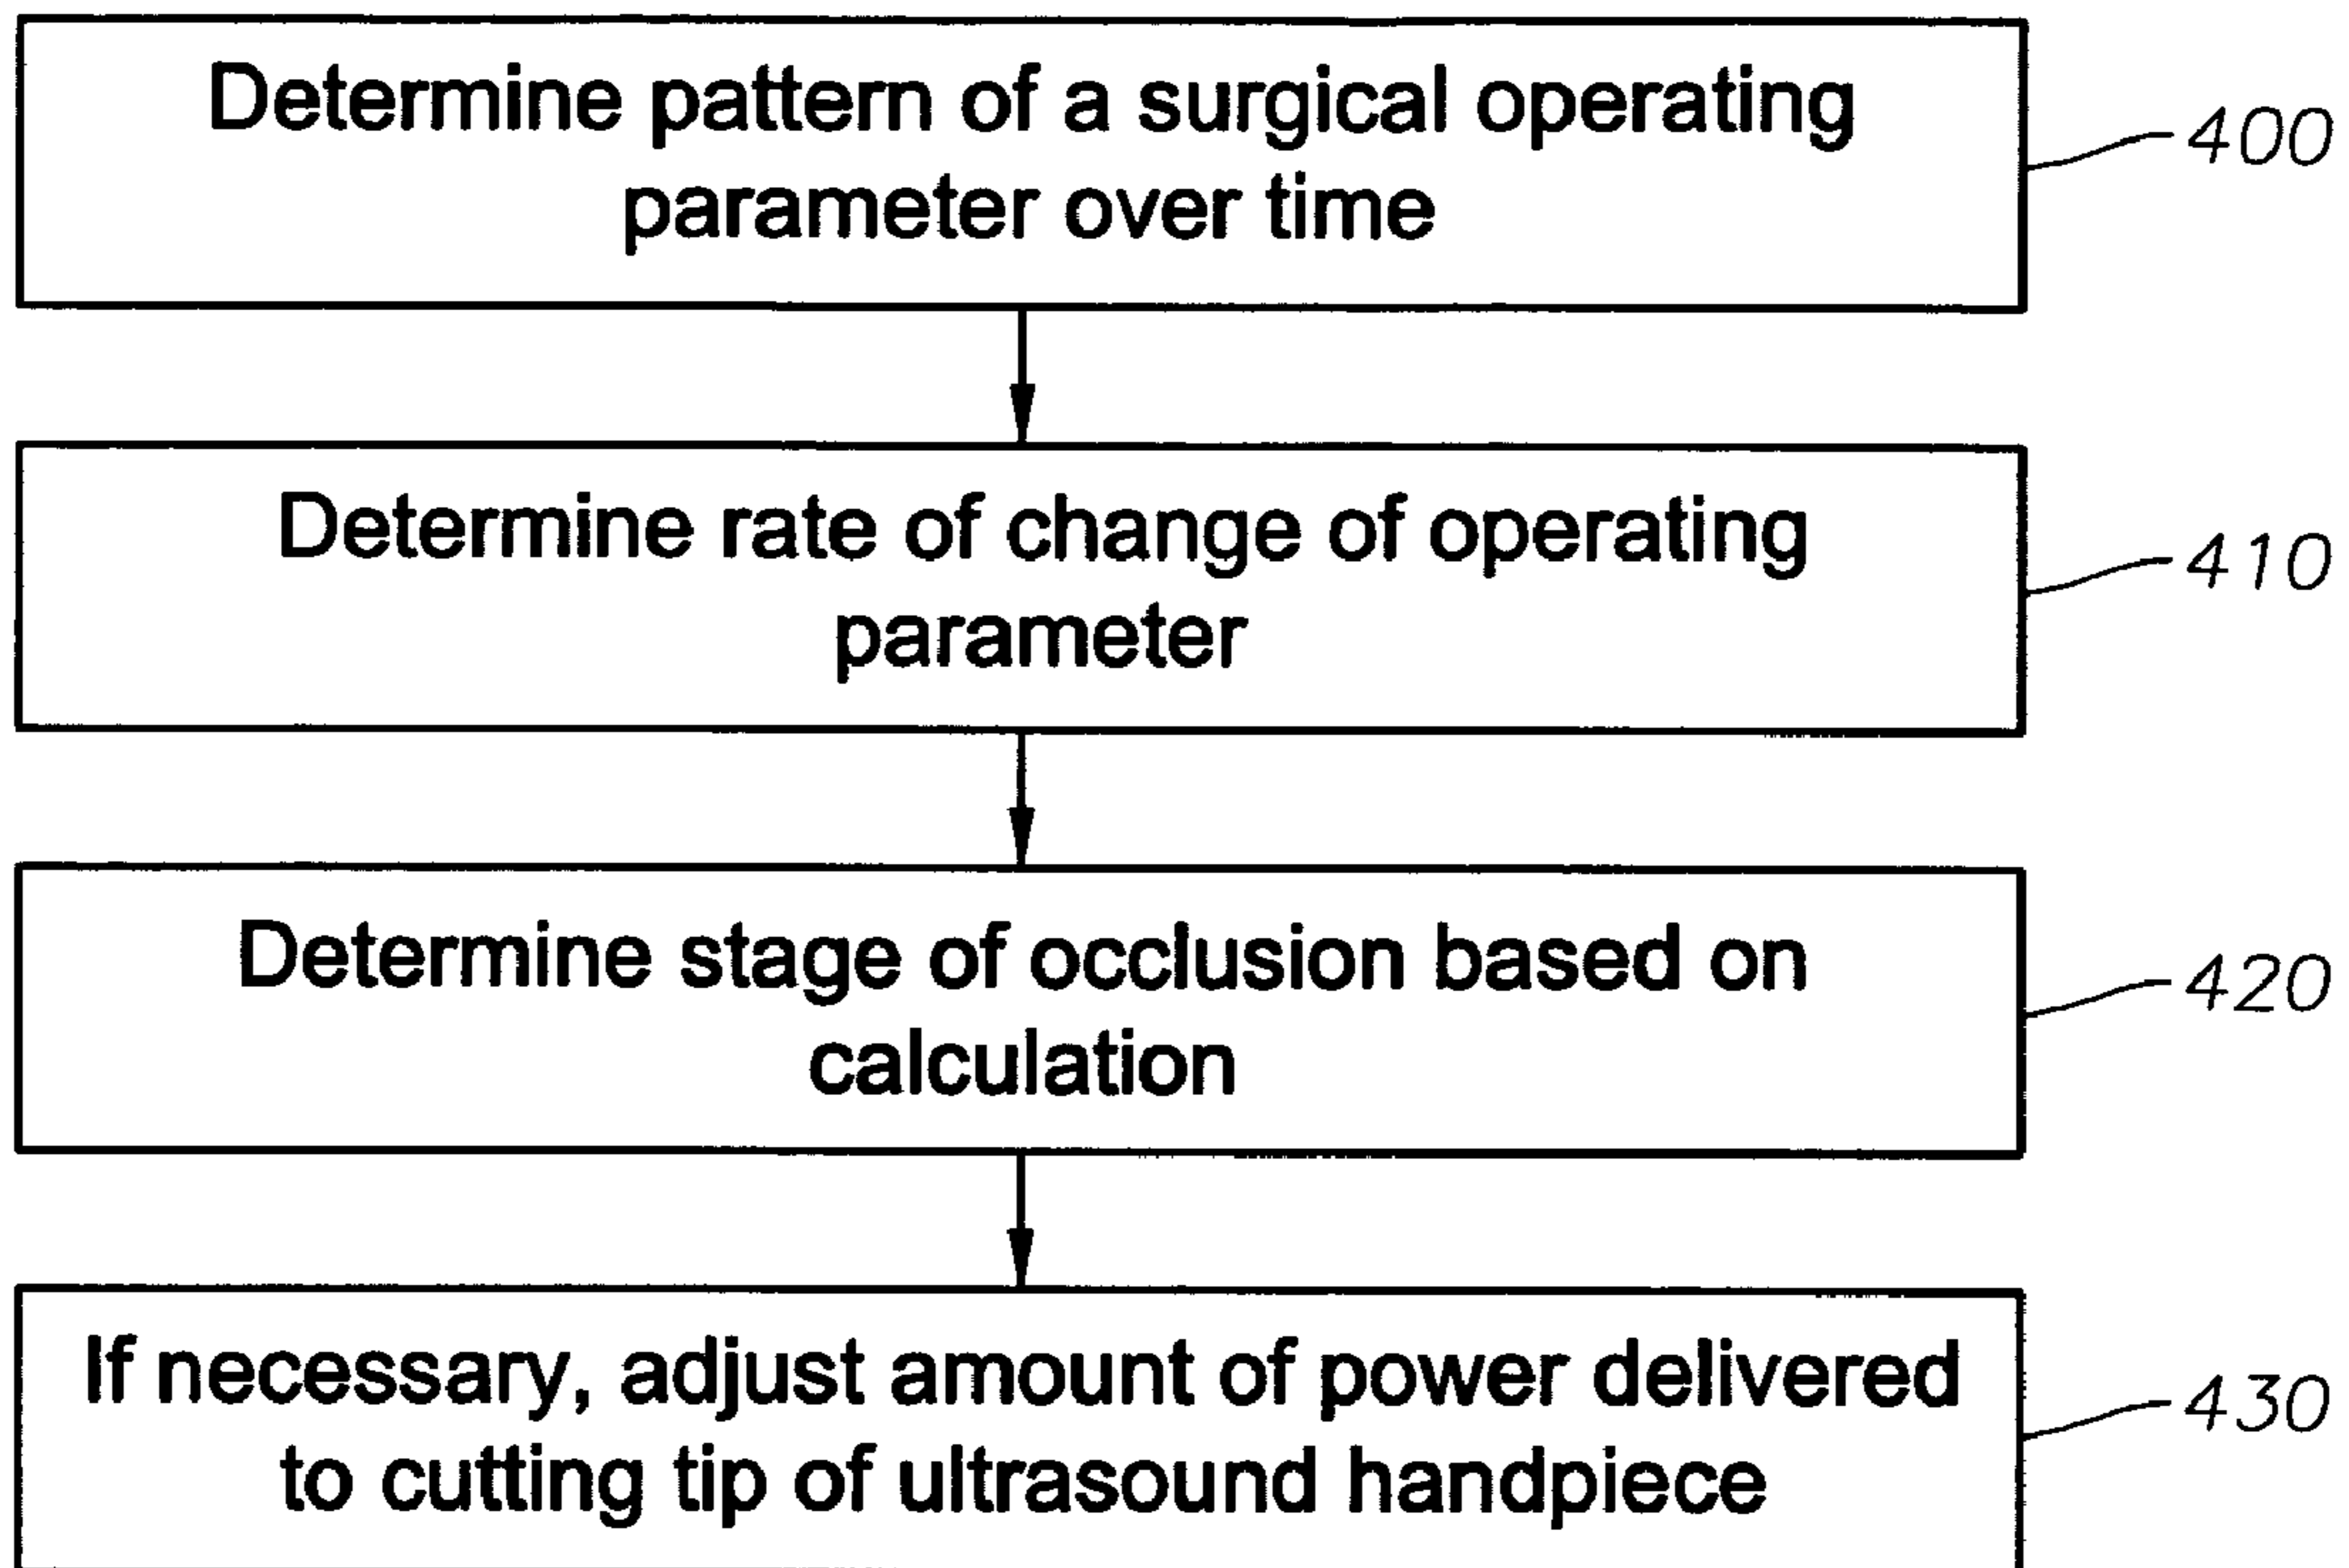 Determine pattern of a surgical operating
parameter over time
400
Determine rate of change of operating
parameter
410
Determine stage of occlusion based on
calculation
420
If necessary, adjust amount of power delivered
to cutting tip of ultrasound handpiece
430